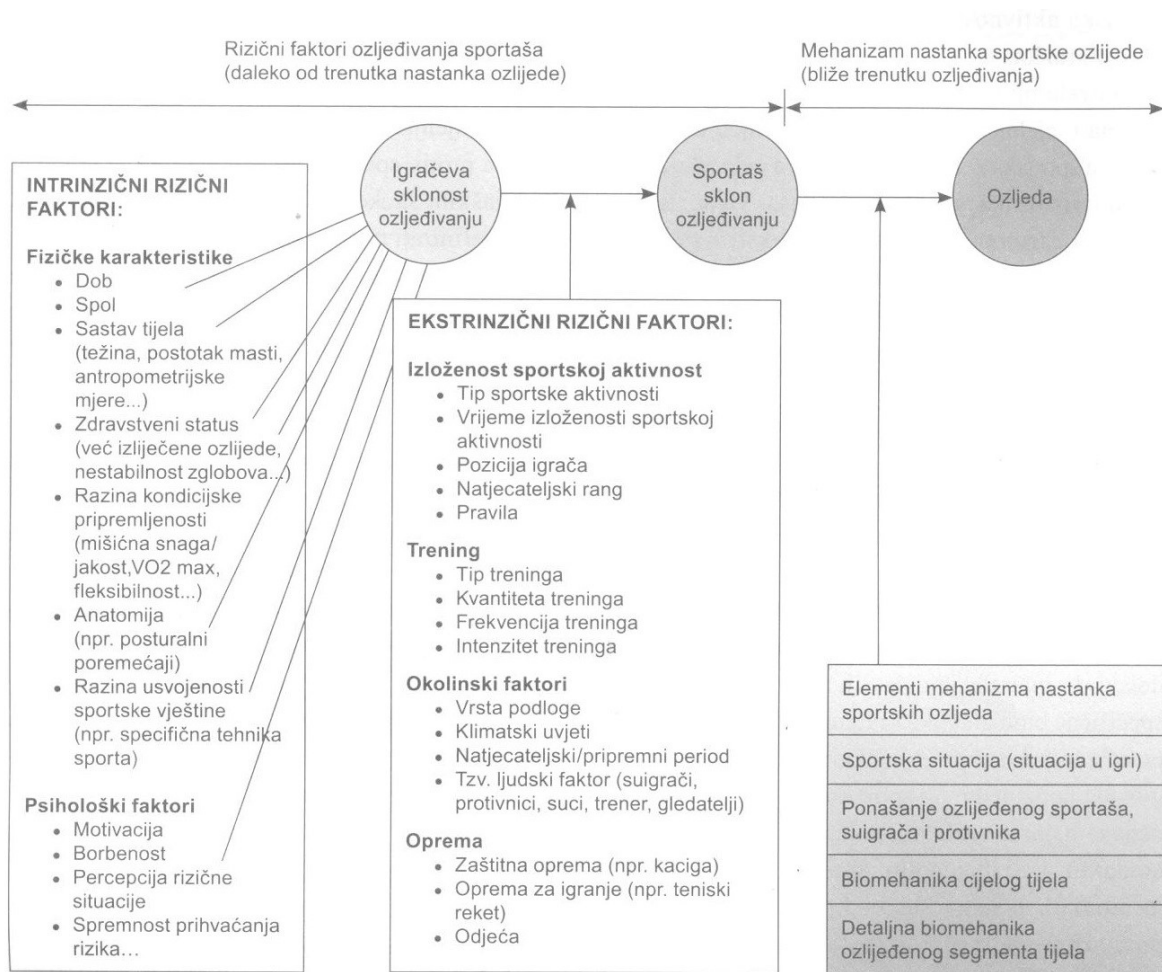 Rizični faktori ozljeđivanja sportaša
(daleko od trenutka nastanka ozlijede)
Mehanizam nastanka sportske ozlijede
(bliže trenutku ozljeđivanja)
Igračeva
sklonost
ozljeđivanju
Sportaš
sklon
ozljeđivanju
Ozljeda
INTRINZIČNI RIZIČNI
FAKTORI:
Fizičke karakteristike
• Dob
• Spol
• Sastav tijela
(težina, postotak masti,
antropometrijske
mjere...)
• Zdravstveni status
(već izliječene ozlijede,
nestabilnost zglobova...)
• Razina kondicijske
pripremljenosti
(mišićna snaga/
jakost,VO2 max,
fleksibilnost...)
• Anatomija
(npr. posturalni
poremećaji)
• Razina usvojenosti
sportske vještine
(npr. specifična tehnika
sporta)
Psihološki faktori
• Motivacija
• Borbenost
• Percepcija rizične
situacije
• Spremnost prihvaćanja
rizika...
EKSTRINZIČNI RIZIČNI FAKTORI:
Izloženost sportskoj aktivnost
• Tip sportske aktivnosti
• Vrijeme izloženosti sportskoj
aktivnosti
• Pozicija igrača
• Natjecateljski rang
• Pravila
Trening
• Tip treninga
• Kvantiteta treninga
• Frekvencija treninga
• Intenzitet treninga
Okolinski faktori
• Vrsta podloge
• Klimatski uvjeti
• Natjecateljski/pripremni period
• Tzv. ljudski faktor (suigrači,
protivnici, suci, trener, gledatelji)
Oprema
• Zaštitna oprema (npr. kaciga)
• Oprema za igranje (npr. teniski
reket)
• Odjeća
Elementi mehanizma nastanka
sportskih ozljeda
Sportska situacija (situacija u igri)
Ponašanje ozlijeđenog sportaša,
suigrača i protivnika
Biomehanika cijelog tijela
Detaljna biomehanika
ozlijeđenog segmenta tijela